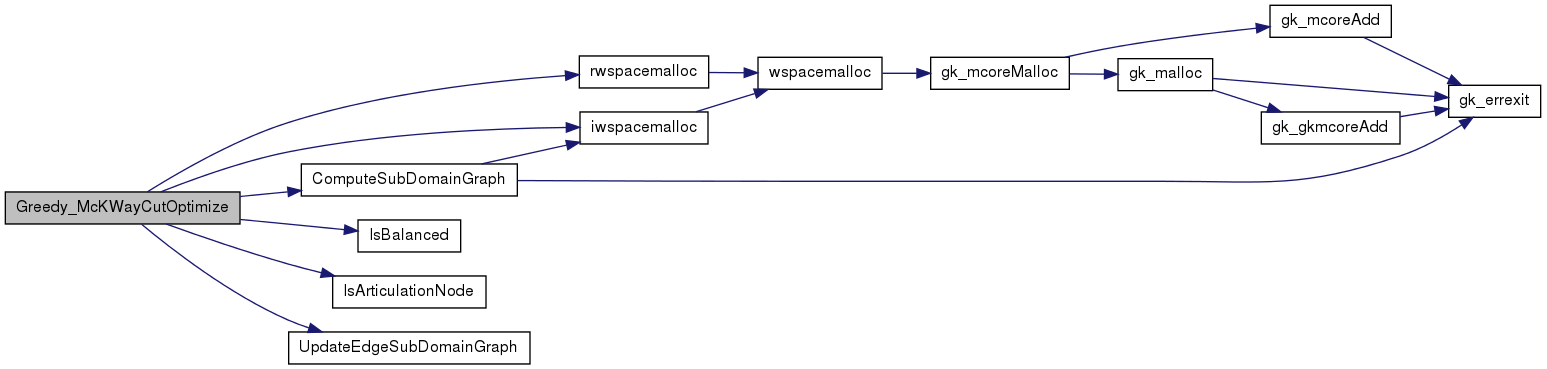 gk_mcoreAdd
rwspacemalloc
wspacemalloc
gk_mcoreMalloc
gk_malloc
gk_errexit
iwspacemalloc
gk_gkmcoreAdd
ComputeSubDomainGraph
Greedy_McKWayCutOptimize
IsBalanced
IsArticulationNode
UpdateEdgeSubDomainGraph